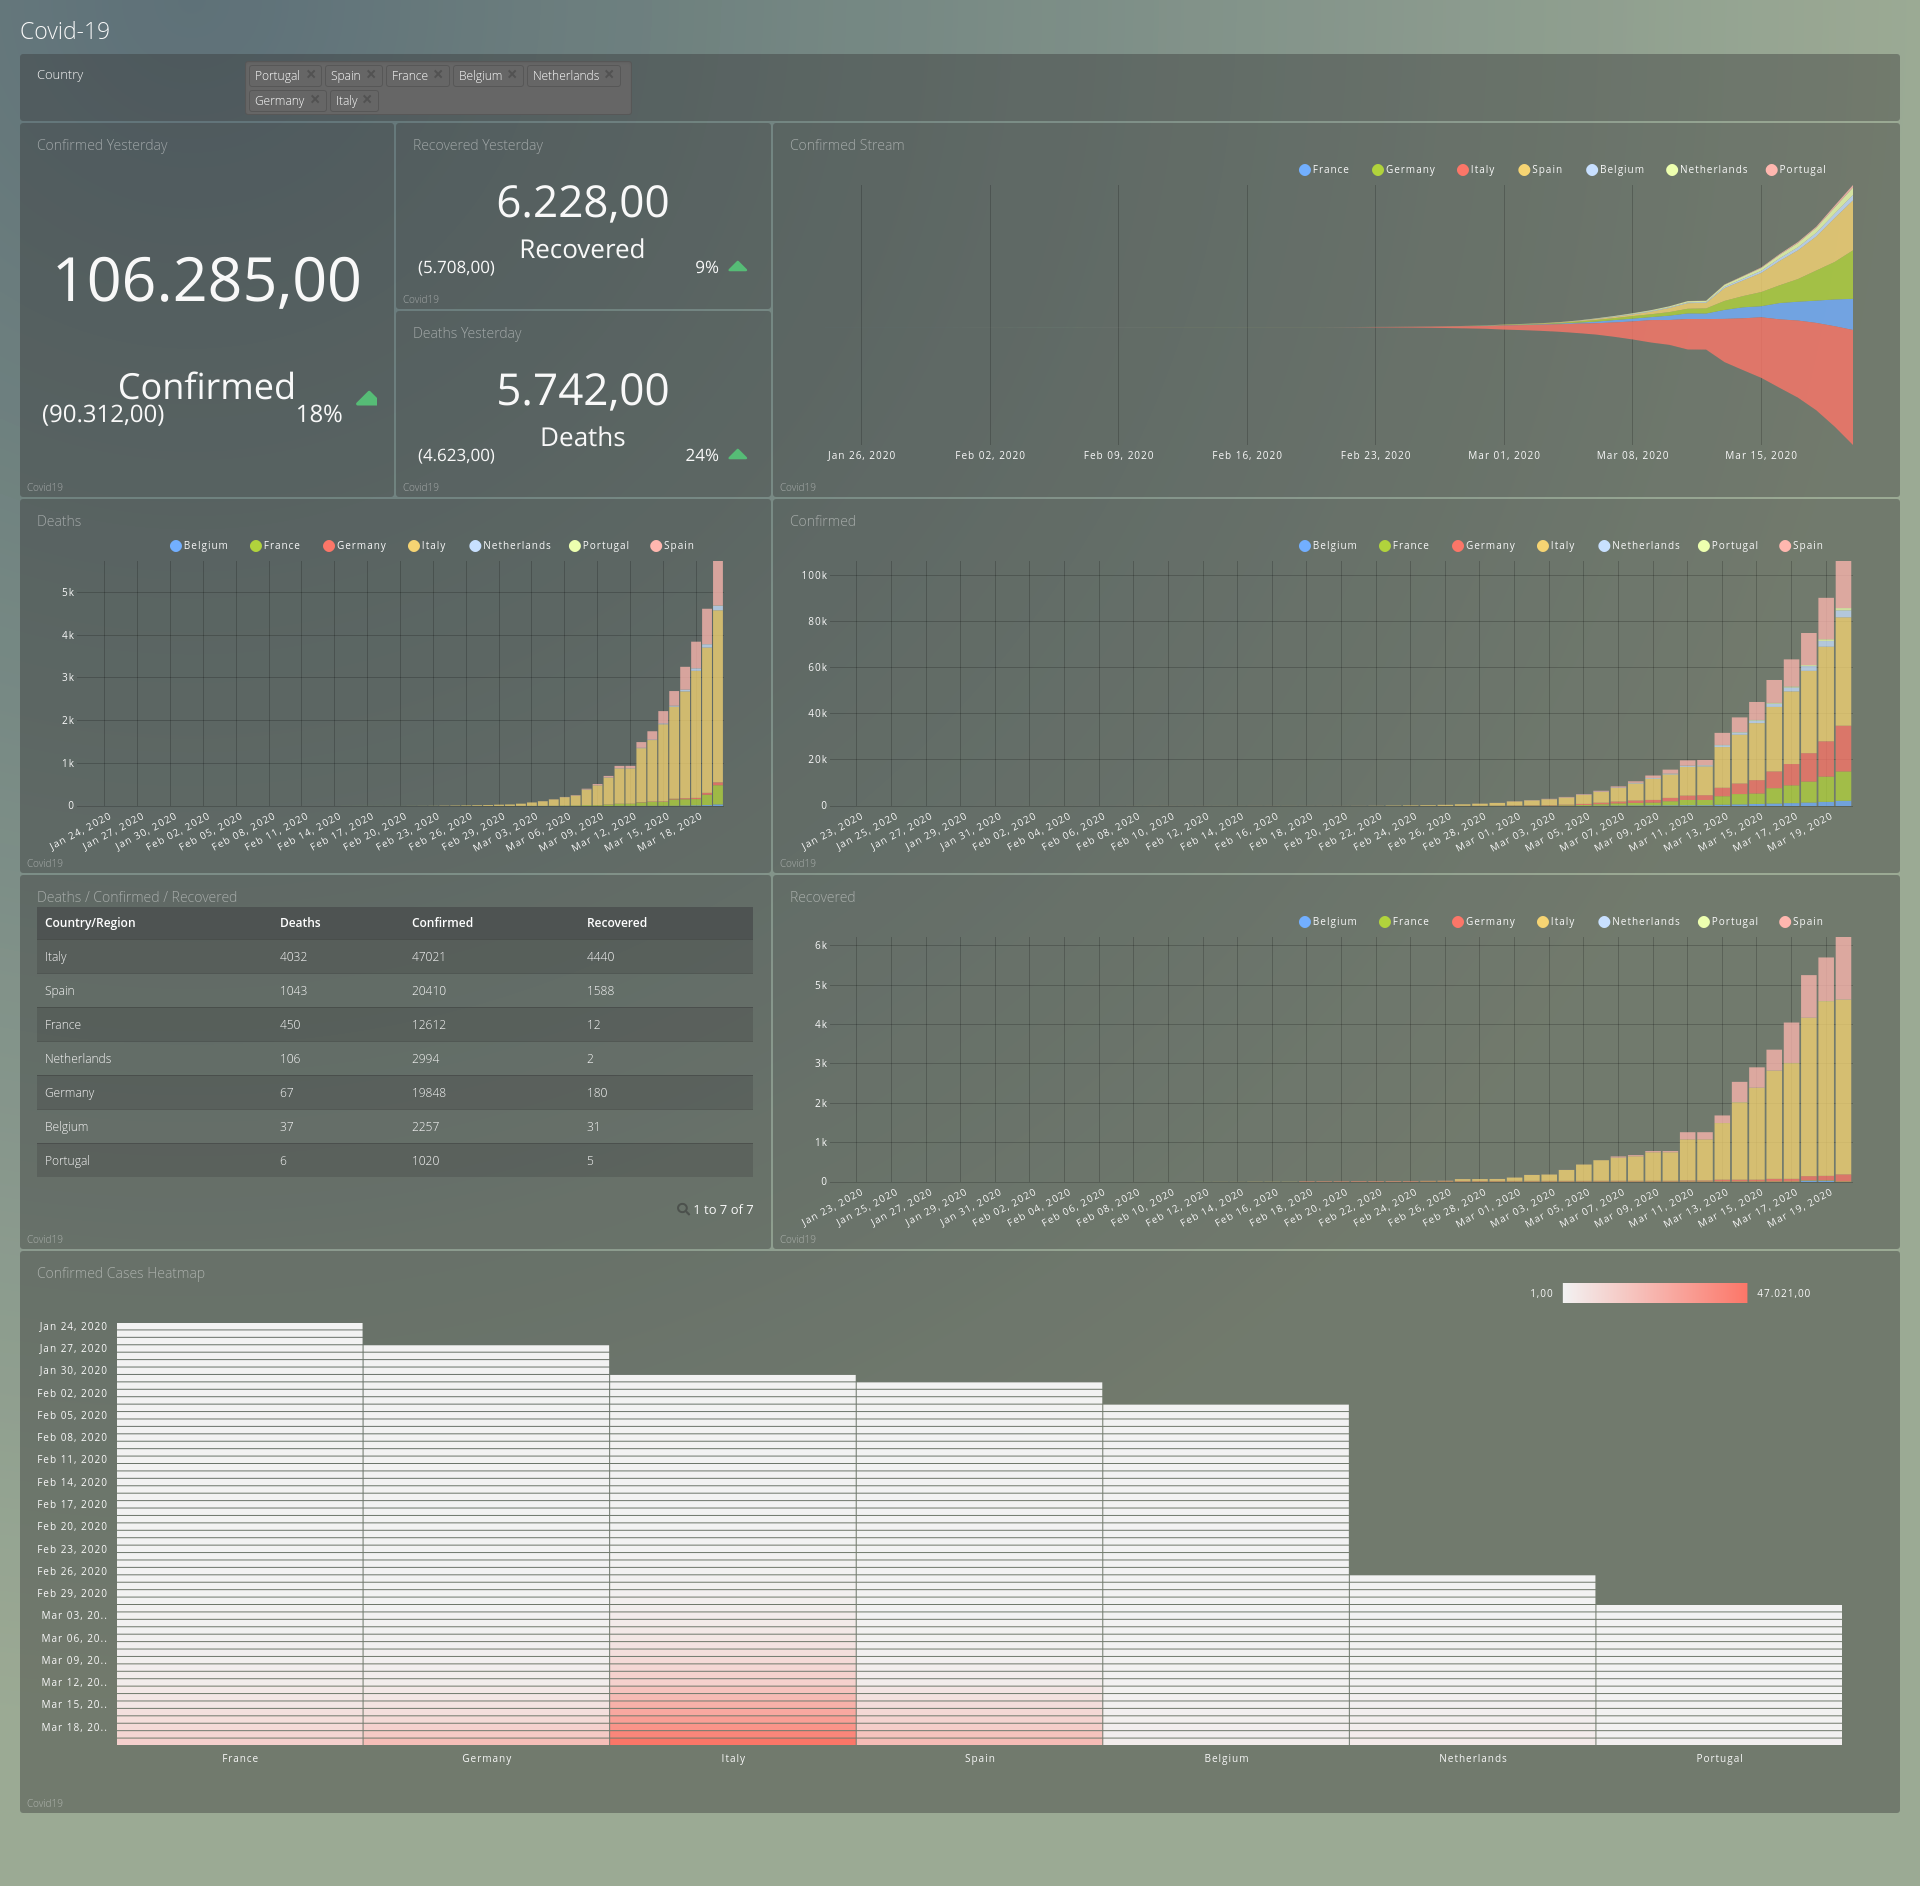 Covid-19
Country
Portugal × Spain × France × Belgium × Netherlands ×
Germany × Italy ×
Confirmed Yesterday
106.285,00
Confirmed
(90.312,00) 18%
Covid19
Recovered Yesterday
6.228,00
Recovered
(5.708,00) 9%
Covid19
Deaths Yesterday
5.742,00
Deaths
(4.623,00) 24%
Covid19
Confirmed Stream
France Germany Italy Spain Belgium Netherlands Portugal
Jan 26, 2020 Feb 02, 2020 Feb 09, 2020 Feb 16, 2020 Feb 23, 2020 Mar 01, 2020 Mar 08, 2020 Mar 15, 2020
Covid19
Deaths
Belgium France Germany Italy Netherlands Portugal Spain
5k
4k
3k
2k
1k
0
Jan 24, 2020 Jan 27, 2020 Jan 30, 2020 Feb 02, 2020 Feb 05, 2020 Feb 08, 2020 Feb 11, 2020 Feb 14, 2020 Feb 17, 2020 Feb 20, 2020 Feb 23, 2020 Feb 26, 2020 Feb 29, 2020 Mar 03, 2020 Mar 06, 2020 Mar 09, 2020 Mar 12, 2020 Mar 15, 2020 Mar 18, 2020
Covid19
Confirmed
Belgium France Germany Italy Netherlands Portugal Spain
100k
80k
60k
40k
20k
0
Jan 23, 2020 Jan 25, 2020 Jan 27, 2020 Jan 29, 2020 Jan 31, 2020 Feb 02, 2020 Feb 04, 2020 Feb 06, 2020 Feb 08, 2020 Feb 10, 2020 Feb 12, 2020 Feb 14, 2020 Feb 16, 2020 Feb 18, 2020 Feb 20, 2020 Feb 22, 2020 Feb 24, 2020 Feb 26, 2020 Feb 28, 2020 Mar 01, 2020 Mar 03, 2020 Mar 05, 2020 Mar 07, 2020 Mar 09, 2020 Mar 11, 2020 Mar 13, 2020 Mar 15, 2020 Mar 17, 2020 Mar 19, 2020
Covid19
Deaths / Confirmed / Recovered
Country/Region Deaths Confirmed Recovered
Italy 4032 47021 4440
Spain 1043 20410 1588
France 450 12612 12
Netherlands 106 2994 2
Germany 67 19848 180
Belgium 37 2257 31
Portugal 6 1020 5
1 to 7 of 7
Covid19
Recovered
Belgium France Germany Italy Netherlands Portugal Spain
6k
5k
4k
3k
2k
1k
0
Jan 23, 2020 Jan 25, 2020 Jan 27, 2020 Jan 29, 2020 Jan 31, 2020 Feb 02, 2020 Feb 04, 2020 Feb 06, 2020 Feb 08, 2020 Feb 10, 2020 Feb 12, 2020 Feb 14, 2020 Feb 16, 2020 Feb 18, 2020 Feb 20, 2020 Feb 22, 2020 Feb 24, 2020 Feb 26, 2020 Feb 28, 2020 Mar 01, 2020 Mar 03, 2020 Mar 05, 2020 Mar 07, 2020 Mar 09, 2020 Mar 11, 2020 Mar 13, 2020 Mar 15, 2020 Mar 17, 2020 Mar 19, 2020
Covid19
Confirmed Cases Heatmap
1,00 47.021,00
Jan 24, 2020
Jan 27, 2020
Jan 30, 2020
Feb 02, 2020
Feb 05, 2020
Feb 08, 2020
Feb 11, 2020
Feb 14, 2020
Feb 17, 2020
Feb 20, 2020
Feb 23, 2020
Feb 26, 2020
Feb 29, 2020
Mar 03, 20..
Mar 06, 20..
Mar 09, 20..
Mar 12, 20..
Mar 15, 20..
Mar 18, 20..
France Germany Italy Spain Belgium Netherlands Portugal
Covid19